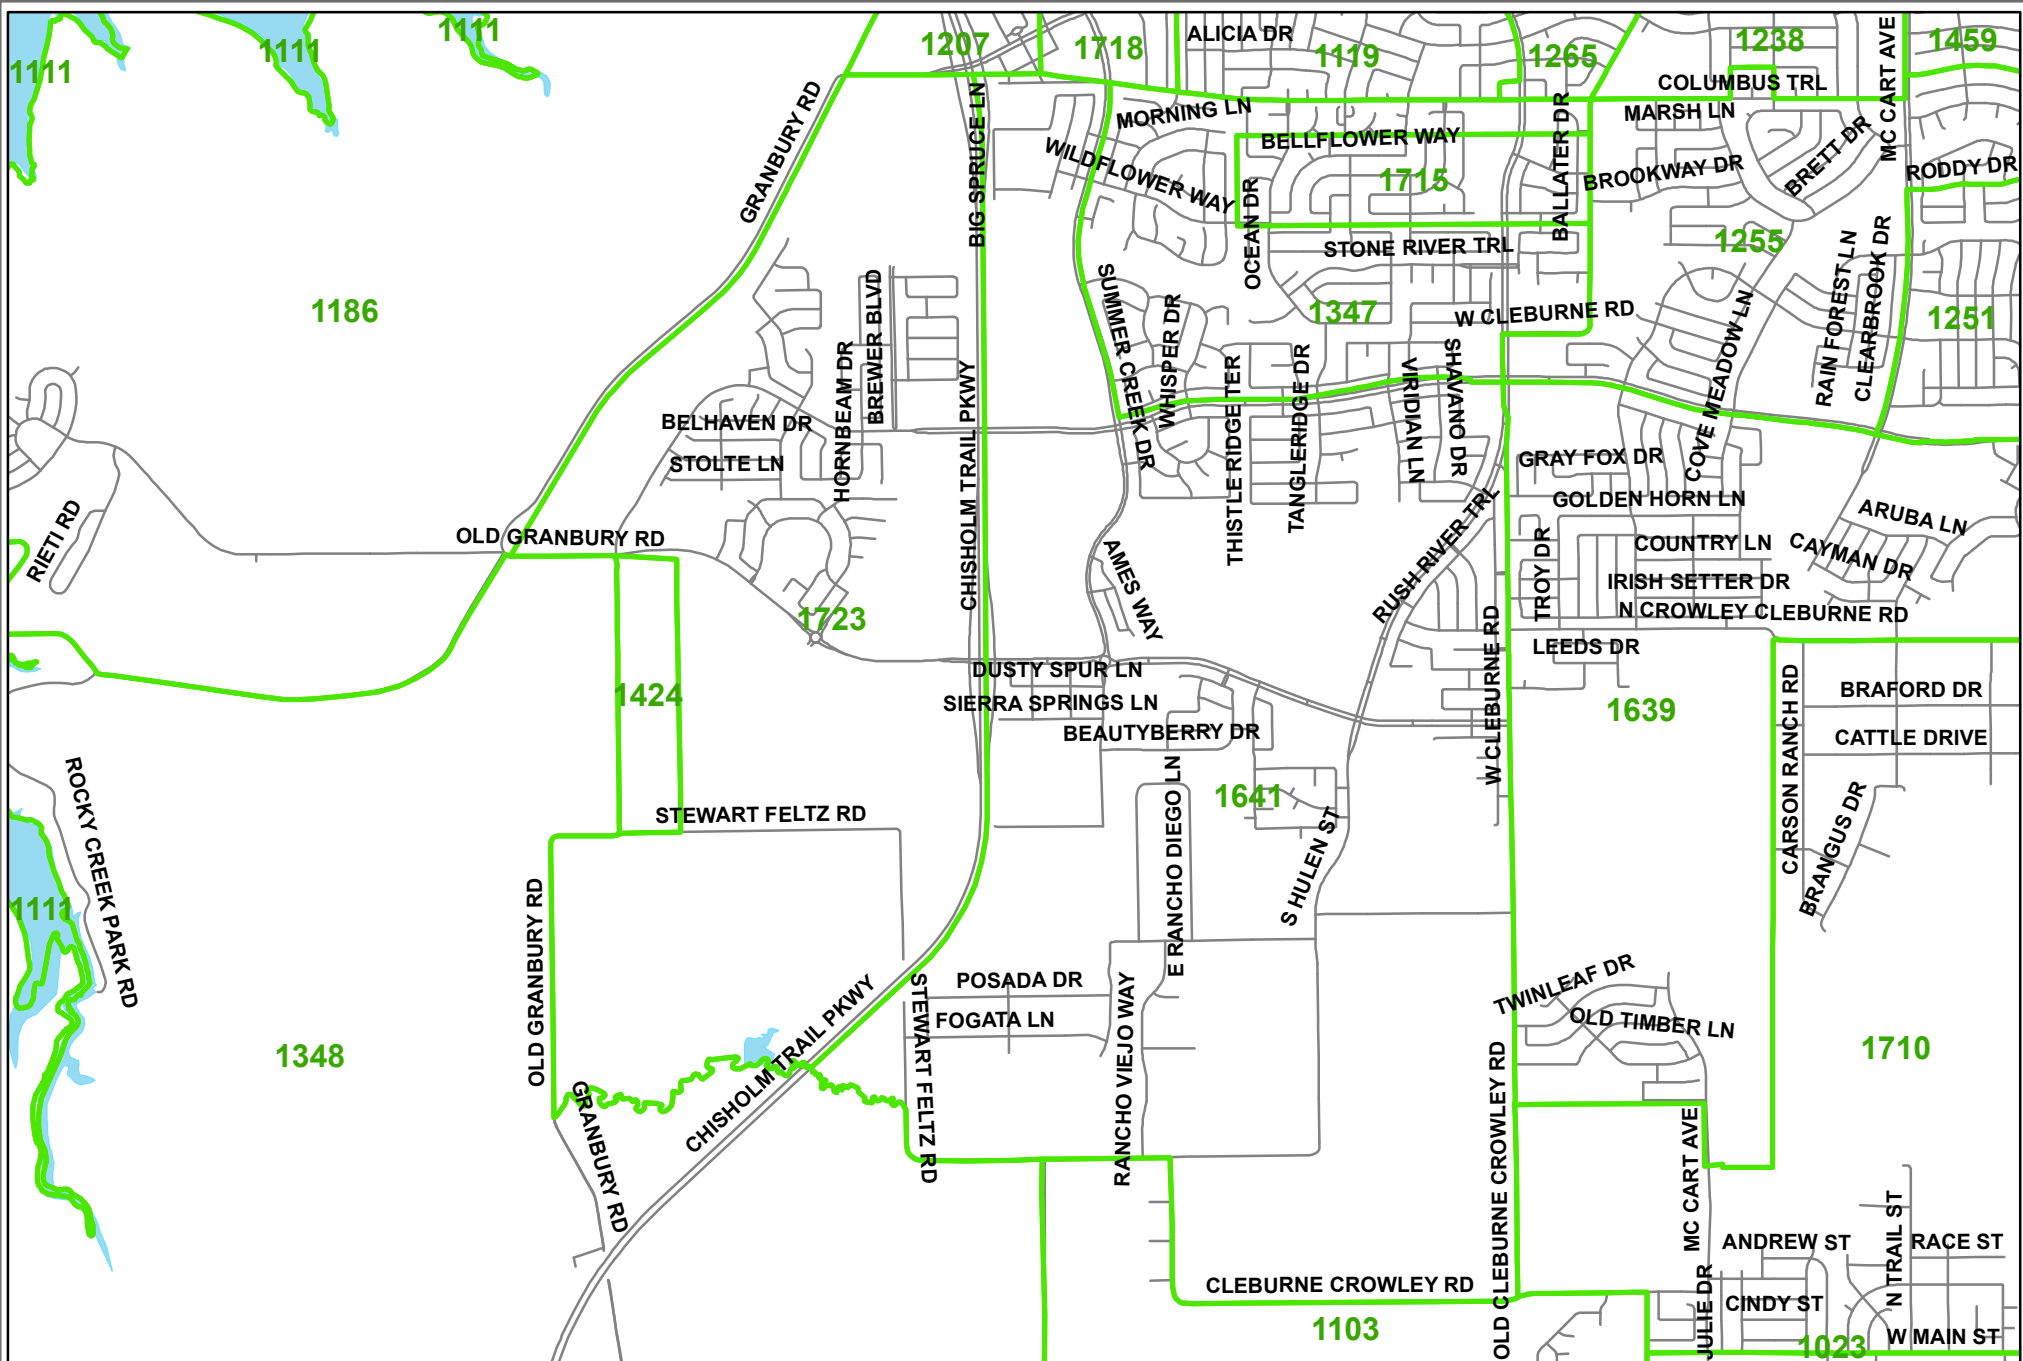 1111
1111
1111
1207
1718
ALICIA DR
1119
1265
1238
MC CART AVE
1459
COLUMBUS TRL
MARSH LN
MORNING LN
BELLFLOWER WAY
BALLATER DR
BRETT DR
GRANBURY RD
BIG SPRUCE LN
WILDFLOWER WAY
1715
BROOKWAY DR
RODDY DR
OCEAN DR
STONE RIVER TRL
1255
1186
BREWER BLVD
SUMMER CREEK DR
WHISPER DR
1347
W CLEBURNE RD
COVE MEADOW LN
RAIN FOREST LN
CLEARBROOK DR
1251
HORNBEAM DR
BELHAVEN DR
STOLTE LN
CHISHOLM TRAIL PKWY
THISTLE RIDGE TER
TANGLERIDGE DR
VIRIDIAN LN
SHAVANO DR
GRAY FOX DR
GOLDEN HORN LN
ARUBA LN
RIETI RD
OLD GRANBURY RD
AMES WAY
RUSH RIVER TRL
TROY DR
COUNTRY LN
CAYMAN DR
IRISH SETTER DR
N CROWLEY CLEBURNE RD
1723
LEEDS DR
DUSTY SPUR LN
W CLEBURNE RD
1424
SIERRA SPRINGS LN
BEAUTYBERRY DR
1639
CARSON RANCH RD
BRAFORD DR
CATTLE DRIVE
ROCKY CREEK PARK RD
STEWART FELTZ RD
E RANCHO DIEGO LN
1641
S HULEN ST
BRANGUS DR
1111
OLD GRANBURY RD
POSADA DR
FOGATA LN
TWINLEAF DR
OLD TIMBER LN
1348
CHISHOLM TRAIL PKWY
STEWART FELTZ RD
RANCHO VIEJO WAY
OLD CLEBURNE CROWLEY RD
1710
GRANBURY RD
MC CART AVE
N TRAIL ST
ANDREW ST
RACE ST
CLEBURNE CROWLEY RD
JULIE DR
CINDY ST
1103
1023
W MAIN ST